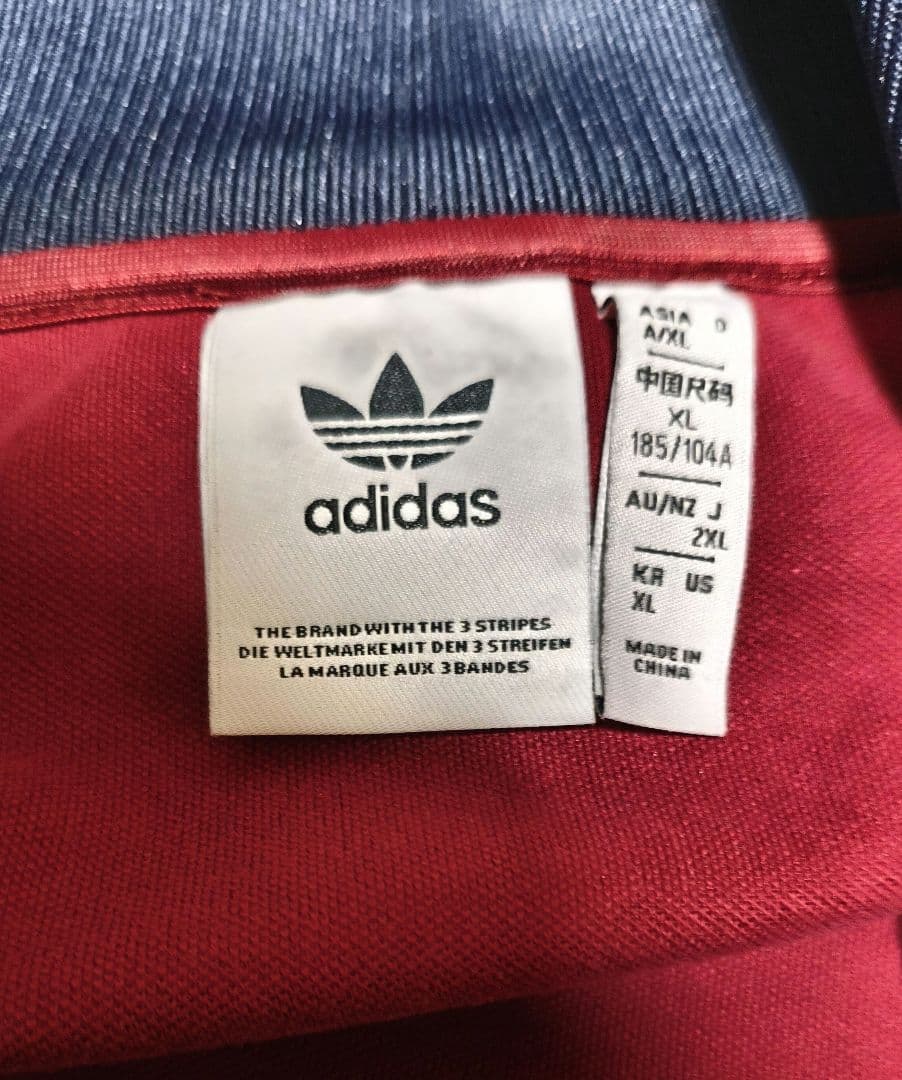 adidas
THE BRAND WITH THE 3 STRIPES
DIE WELTMARKE MIT DEN 3 STREIFEN
LA MARQUE AUX 3 BANDES
ASIA
A/XL
中国尺码
XL
185/104A
AU/NZ J
2XL
KR US
XL
MADE IN
CHINA